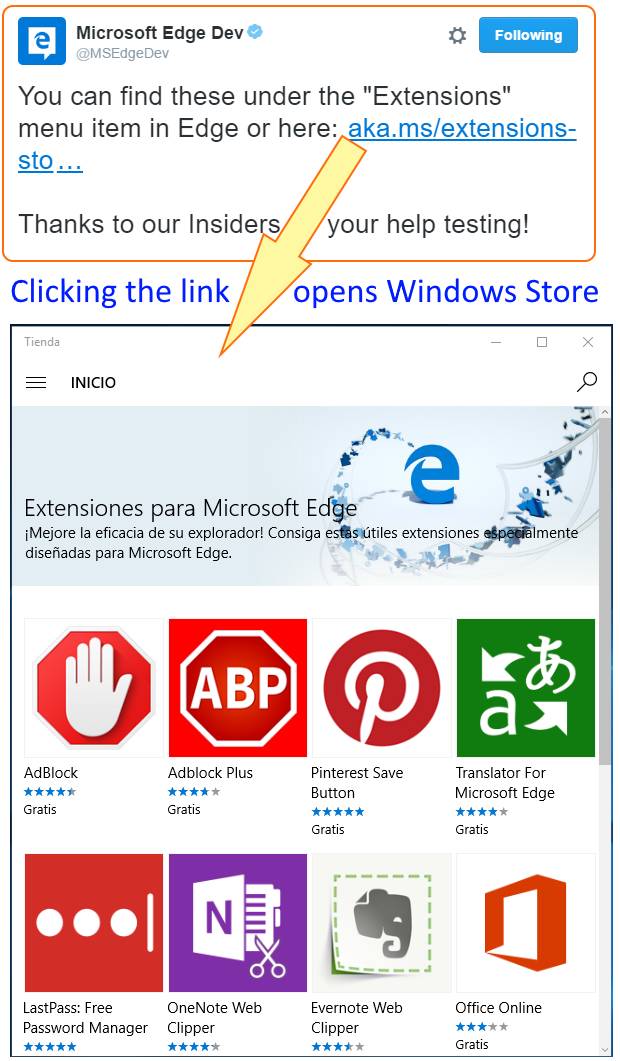 Microsoft Edge Dev
@MSEdgeDev
Following
You can find these under the "Extensions"
menu item in Edge or here: aka.ms/extensions-
sto…
Thanks to our Insiders your help testing!
Clicking the link opens Windows Store
Tienda
INICIO
Extensiones para Microsoft Edge
¡Mejore la eficacia de su explorador! Consiga estas útiles extensiones especialmente
diseñadas para Microsoft Edge.
ABP
あ
a
N
AdBlock
Adblock Plus
Pinterest Save
Button
Translator For
Microsoft Edge
Gratis
Gratis
Gratis
Gratis
LastPass: Free
Password Manager
OneNote Web
Clipper
Evernote Web
Clipper
Office Online
Gratis